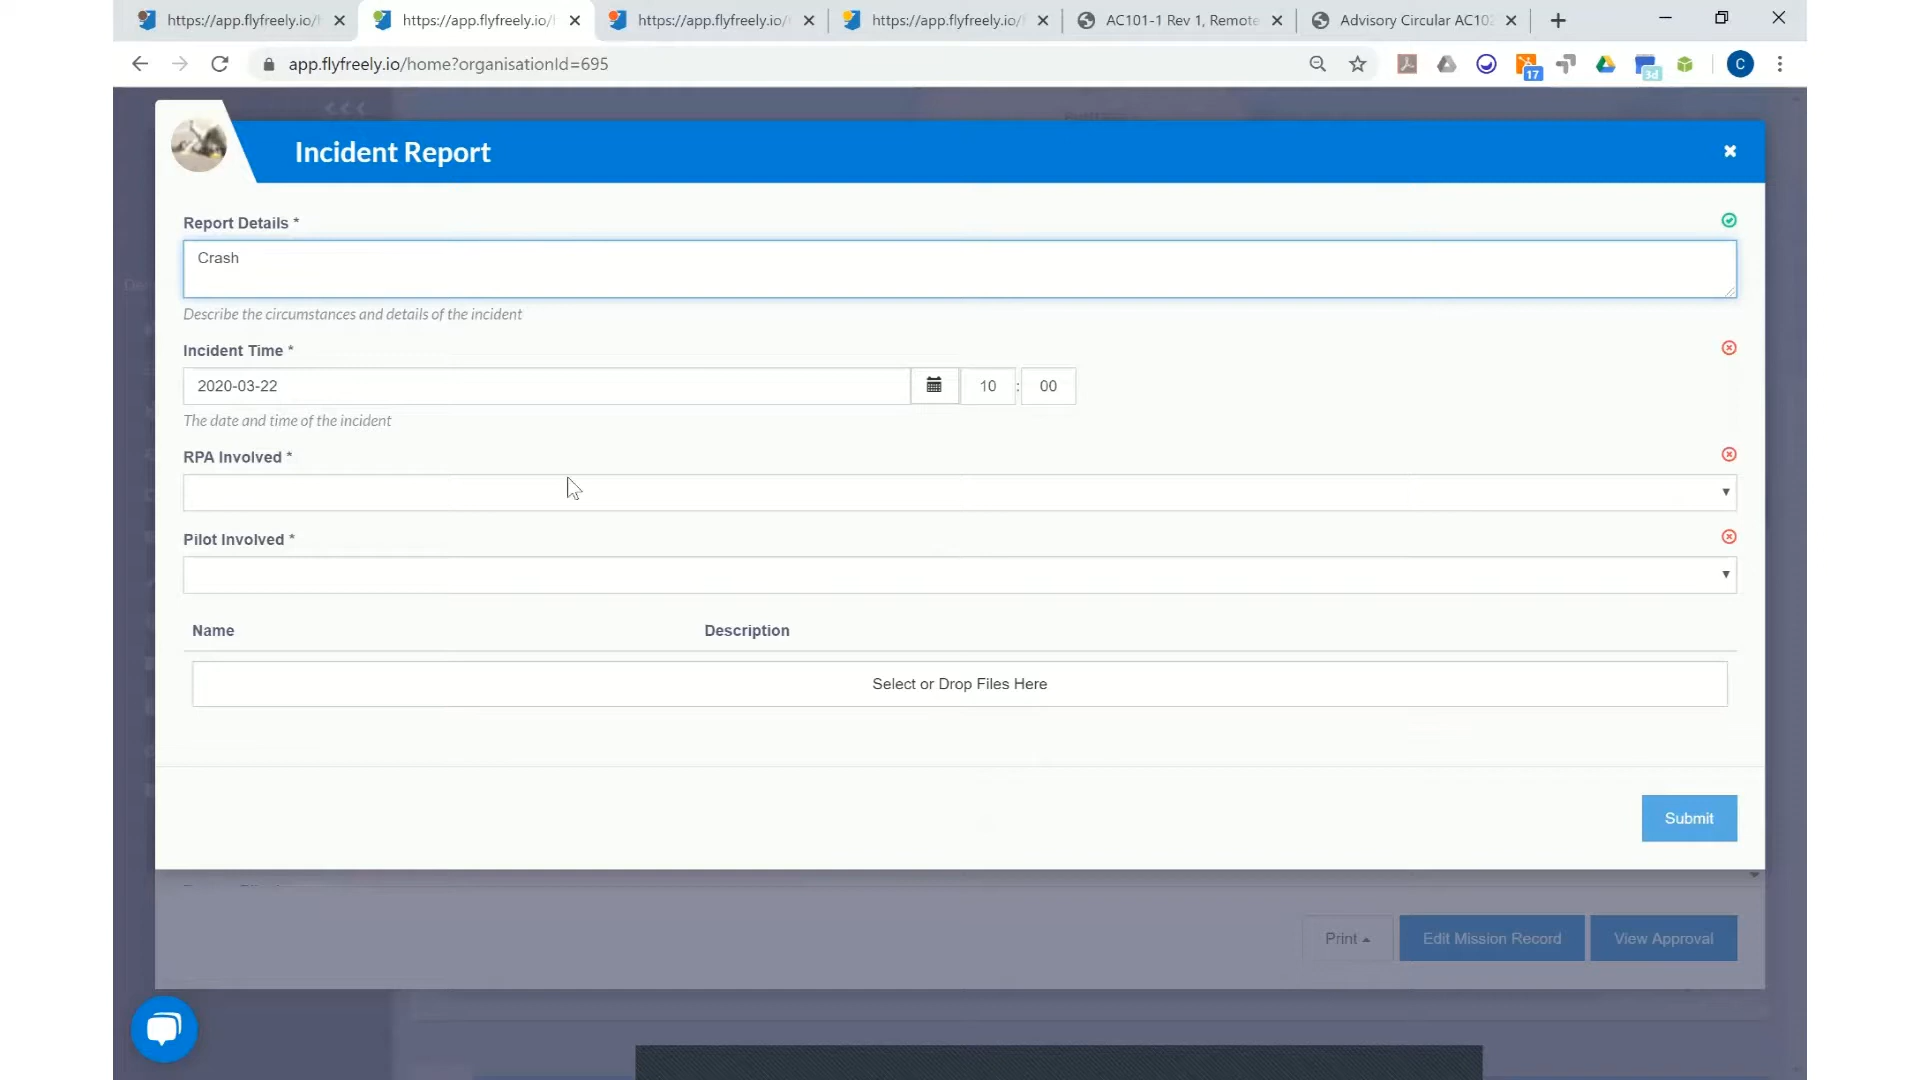 https://app.flyfreely.io/ https://app.flyfreely.io/ https://app.flyfreely.io/ https://app.flyfreely.io/ AC101-1 Rev 1, Remote Advisory Circular AC102
app.flyfreely.io/home?organisationId=695
17 3d C
Incident Report
Report Details *
Crash
Describe the circumstances and details of the incident
Incident Time *
2020-03-22 10 : 00
The date and time of the incident
RPA Involved *
Pilot Involved *
Name Description
Select or Drop Files Here
Submit
Print Edit Mission Record View Approval